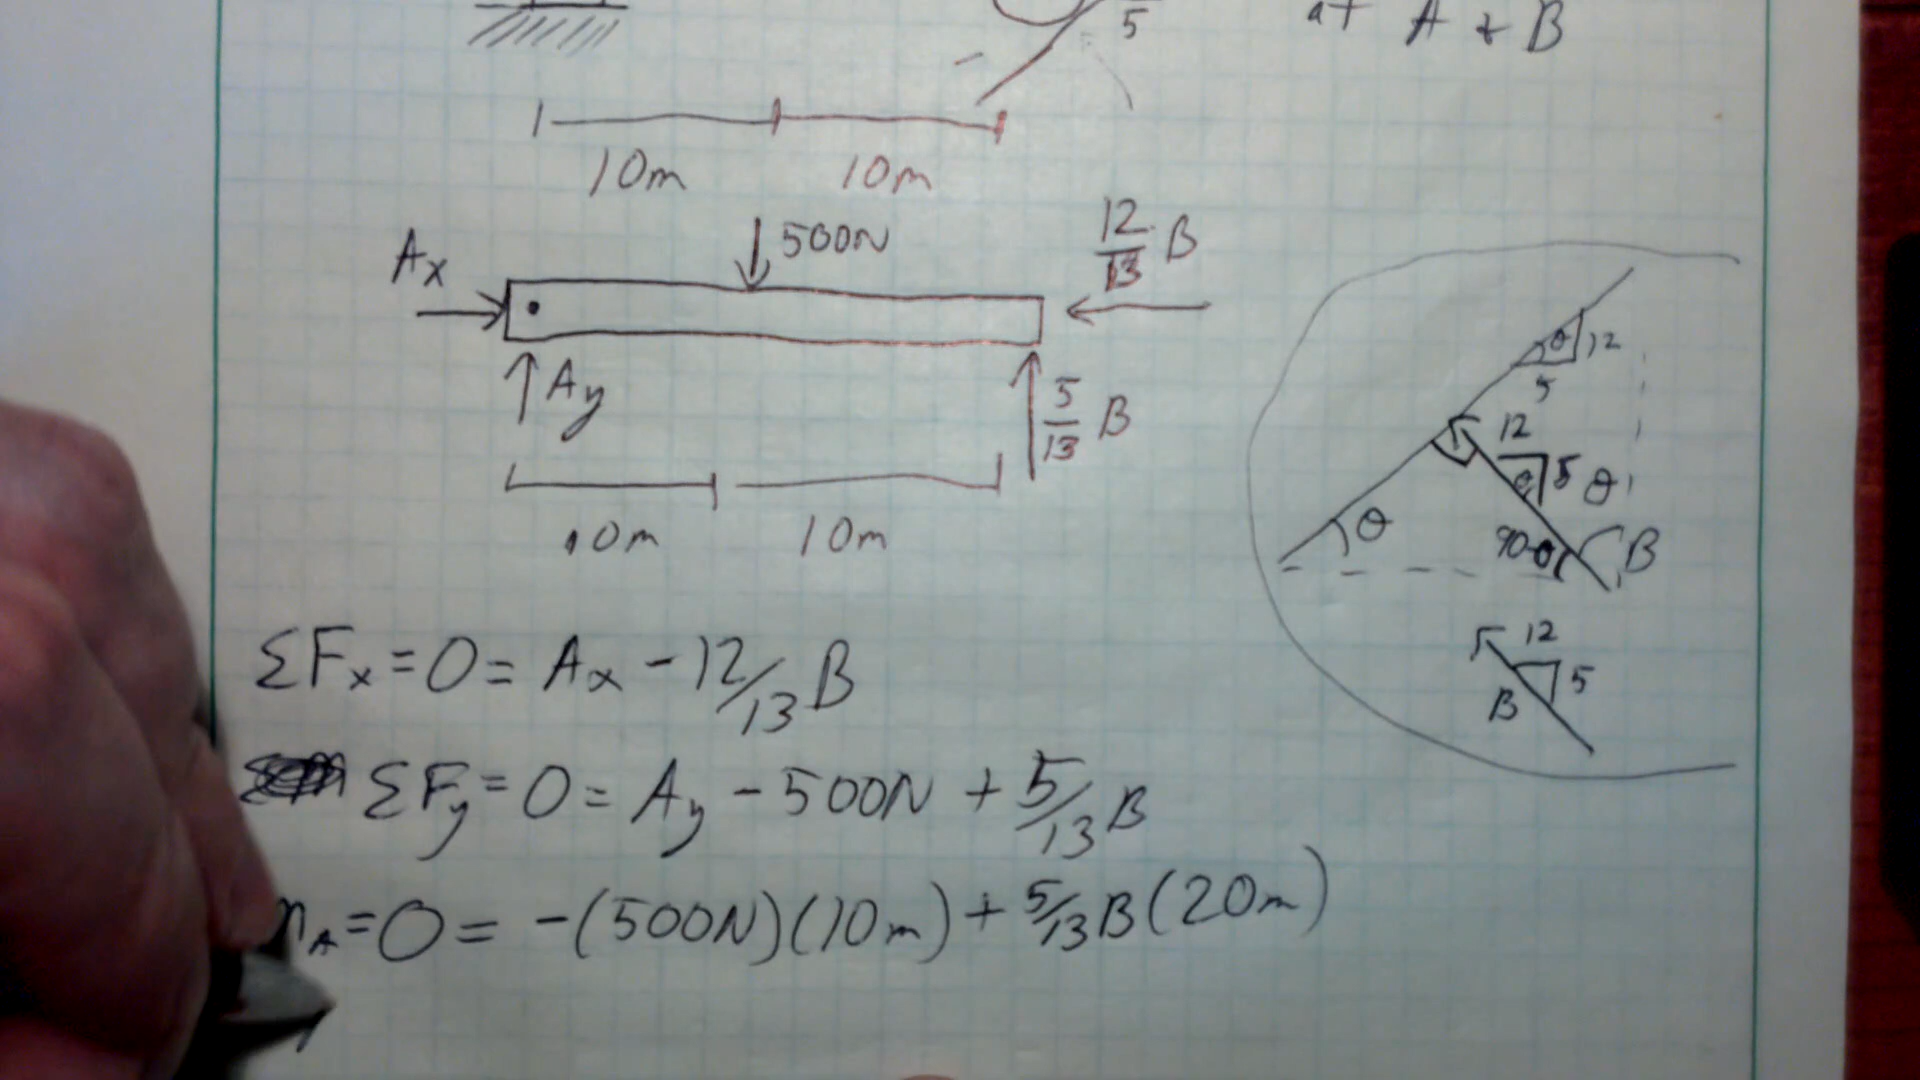 5
at A & B
10m 10m
500N
12/13 B
Ax
Ay
5/13 B
10m 10m
θ 12
5
12
θ 5 θ
θ
90-θ B
12
5
B
ΣFx = 0 = Ax - 12/13 B
ΣFy = 0 = Ay - 500N + 5/13 B
mA = 0 = -(500N)(10m) + 5/13 B(20m)